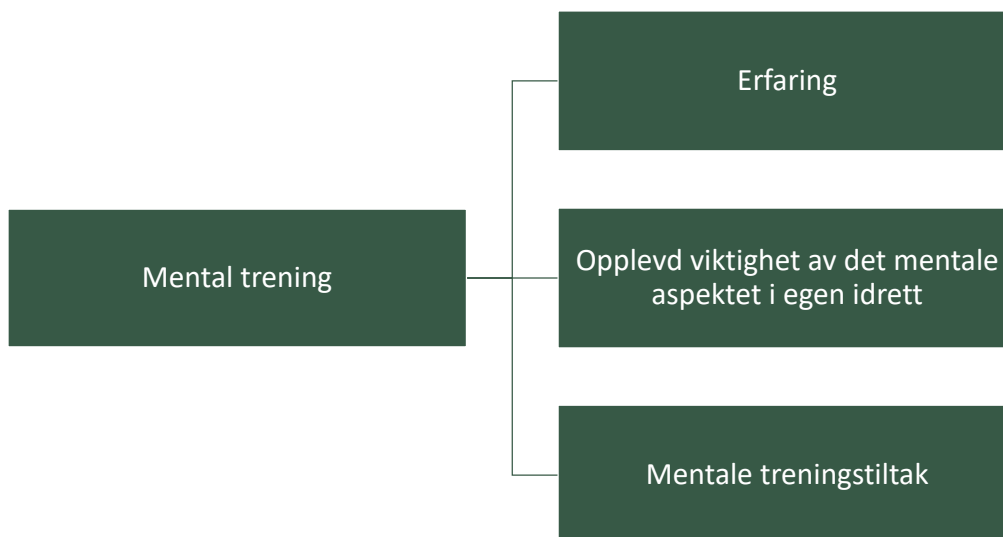 Mental trening
Erfaring
Opplevd viktighet av det mentale
aspektet i egen idrett
Mentale treningstiltak